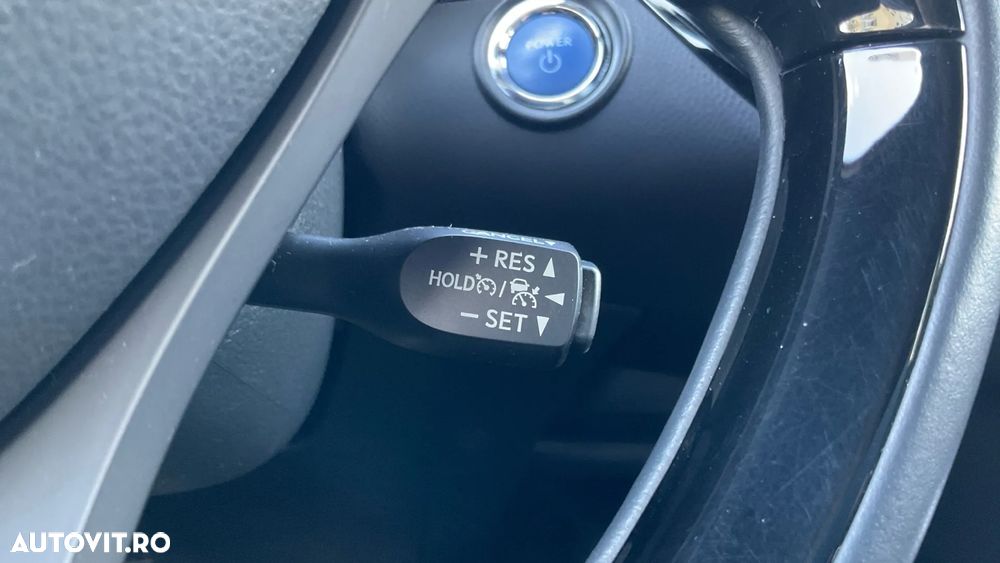 POWER
CANCEL▼
+ RES ▲
HOLD / ◄
− SET ▼
AUTOVIT.RO